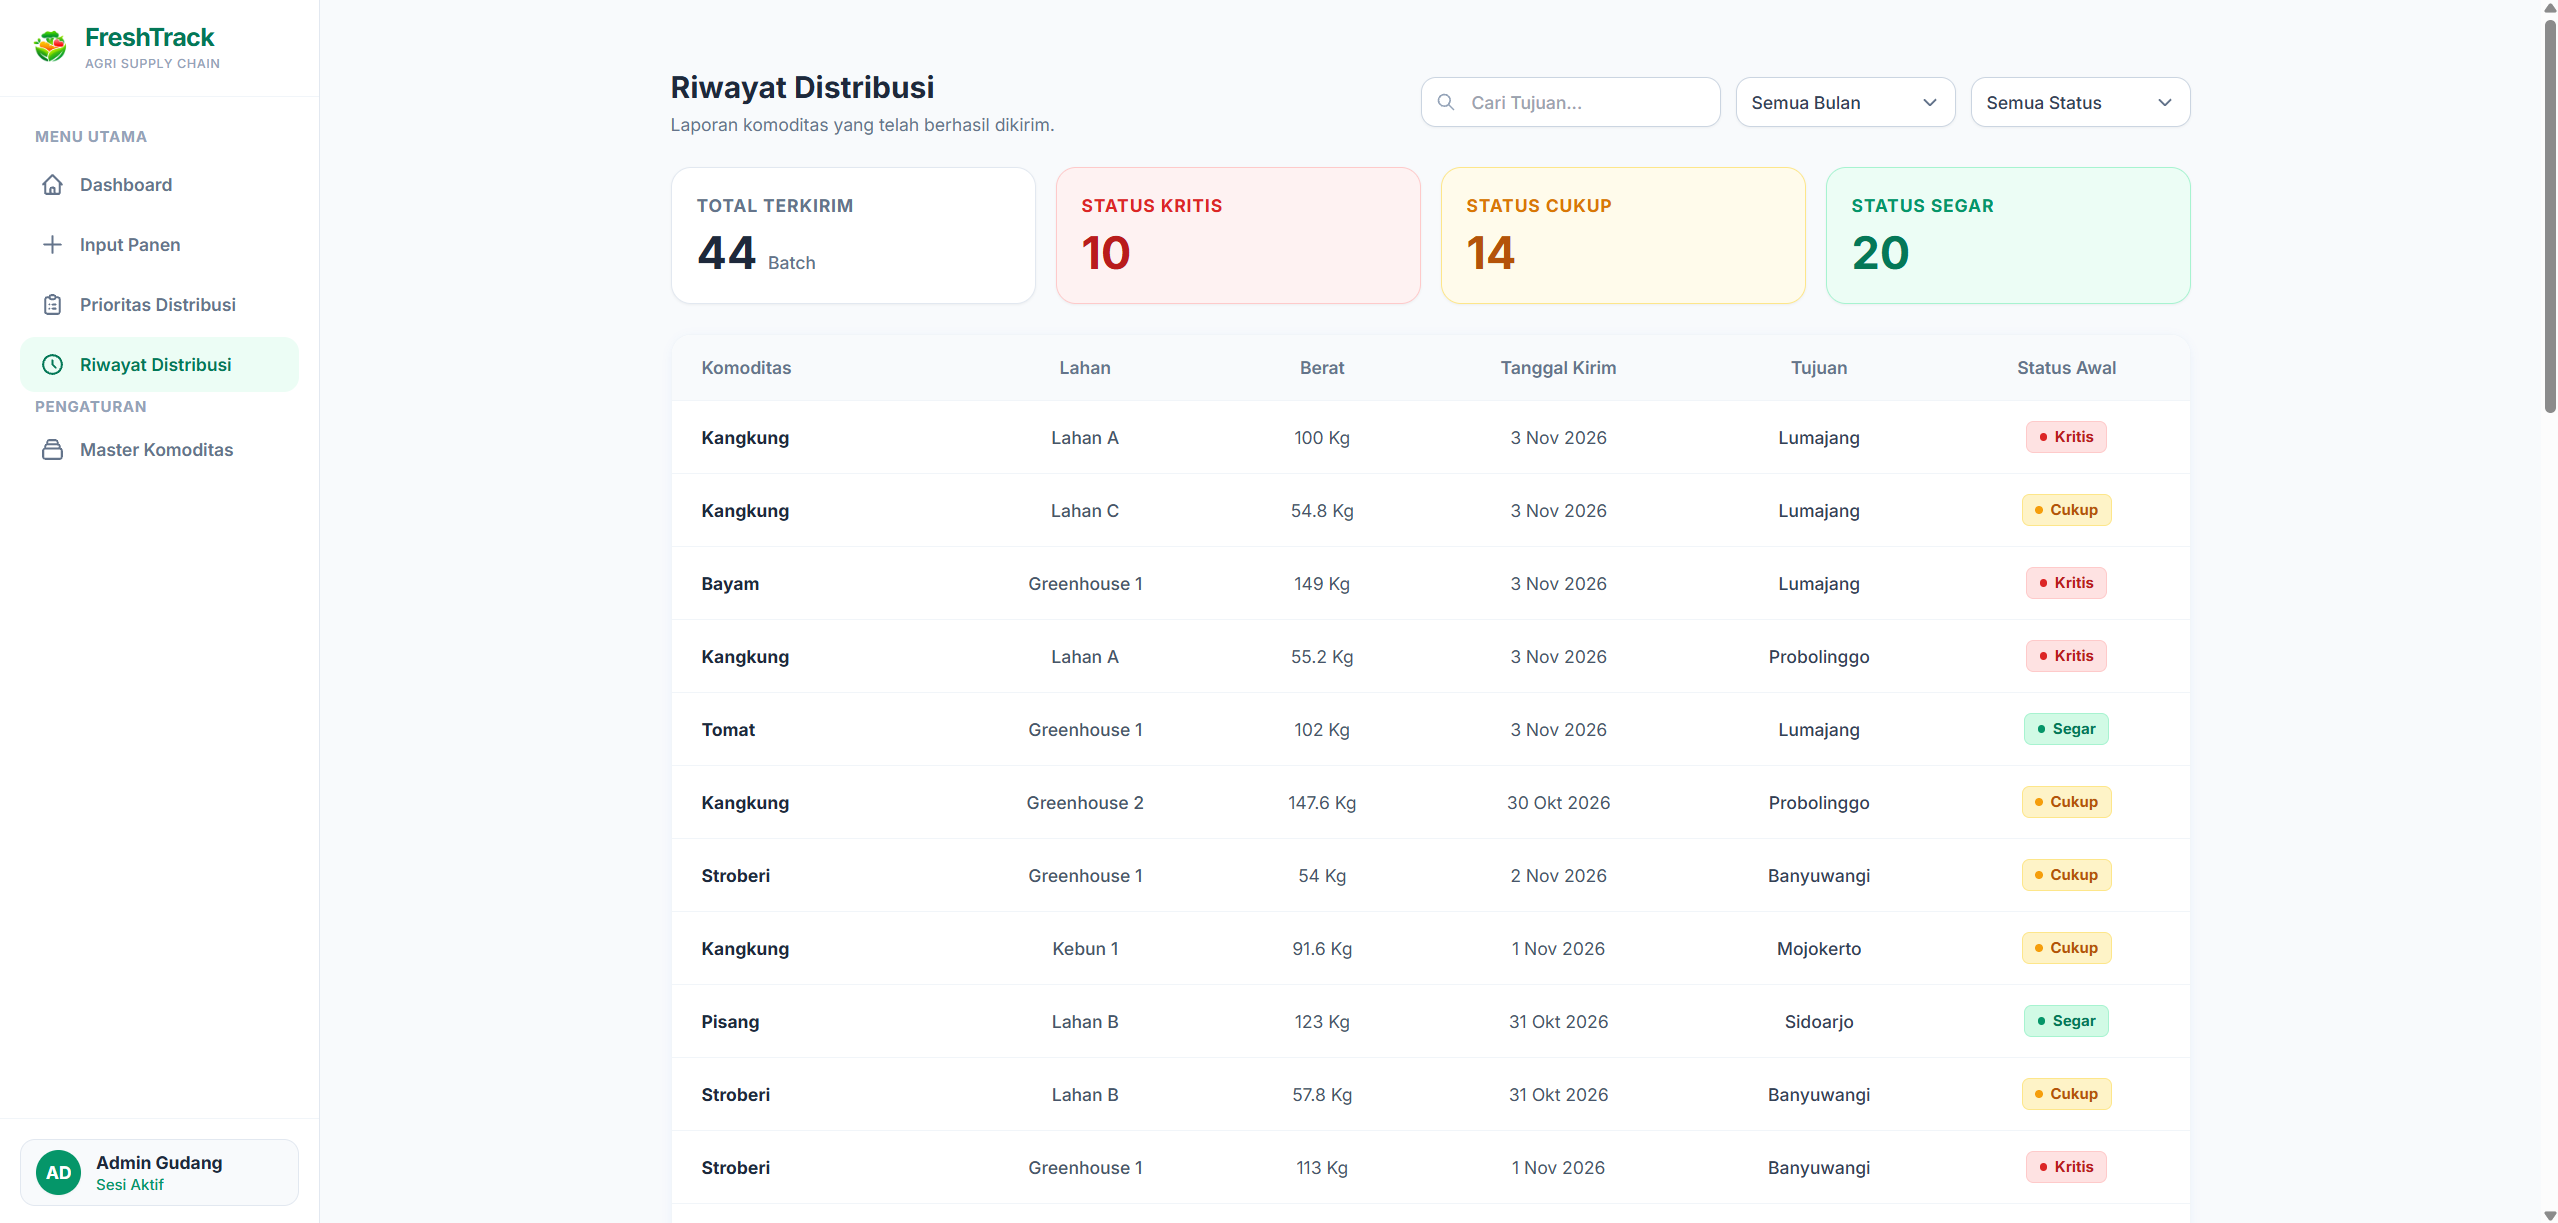 FreshTrack
AGRI SUPPLY CHAIN
MENU UTAMA
Dashboard
Input Panen
Prioritas Distribusi
Riwayat Distribusi
PENGATURAN
Master Komoditas
AD
Admin Gudang
Sesi Aktif
Riwayat Distribusi
Laporan komoditas yang telah berhasil dikirim.
Cari Tujuan...
Semua Bulan
Semua Status
TOTAL TERKIRIM
44 Batch
STATUS KRITIS
10
STATUS CUKUP
14
STATUS SEGAR
20
Komoditas Lahan Berat Tanggal Kirim Tujuan Status Awal
Kangkung Lahan A 100 Kg 3 Nov 2026 Lumajang Kritis
Kangkung Lahan C 54.8 Kg 3 Nov 2026 Lumajang Cukup
Bayam Greenhouse 1 149 Kg 3 Nov 2026 Lumajang Kritis
Kangkung Lahan A 55.2 Kg 3 Nov 2026 Probolinggo Kritis
Tomat Greenhouse 1 102 Kg 3 Nov 2026 Lumajang Segar
Kangkung Greenhouse 2 147.6 Kg 30 Okt 2026 Probolinggo Cukup
Stroberi Greenhouse 1 54 Kg 2 Nov 2026 Banyuwangi Cukup
Kangkung Kebun 1 91.6 Kg 1 Nov 2026 Mojokerto Cukup
Pisang Lahan B 123 Kg 31 Okt 2026 Sidoarjo Segar
Stroberi Lahan B 57.8 Kg 31 Okt 2026 Banyuwangi Cukup
Stroberi Greenhouse 1 113 Kg 1 Nov 2026 Banyuwangi Kritis